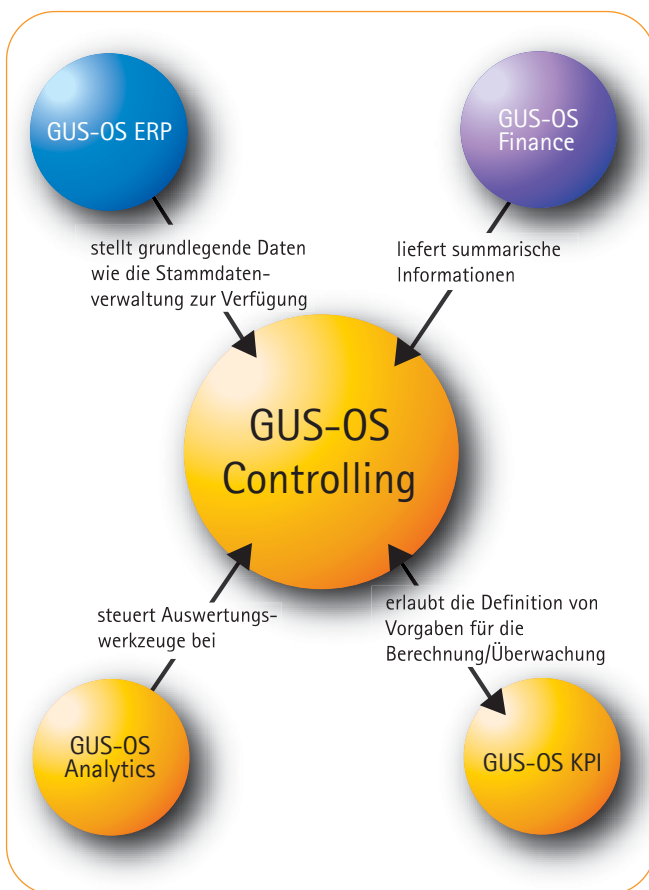 GUS-OS ERP
GUS-OS
Finance
stellt grundlegende Daten
wie die Stammdaten-
verwaltung zur Verfügung
liefert summarische
Informationen
GUS-OS
Controlling
steuert Auswertungs-
werkzeuge bei
erlaubt die Definition von
Vorgaben für die
Berechnung/Überwachung
GUS-OS
Analytics
GUS-OS KPI